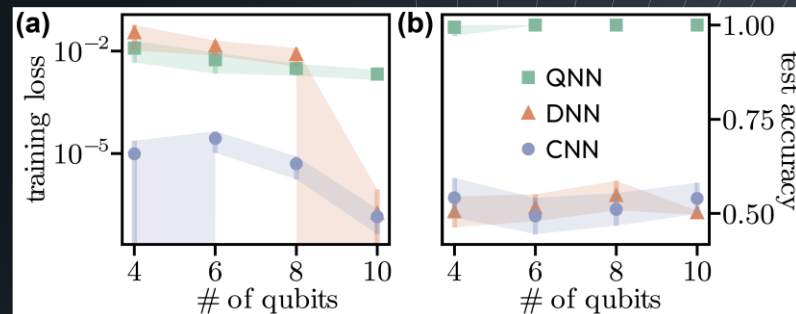 (a)
training loss
10⁻²
10⁻⁵
4 6 8 10
# of qubits
(b)
QNN
DNN
CNN
1.00
0.75
0.50
test accuracy
4 6 8 10
# of qubits